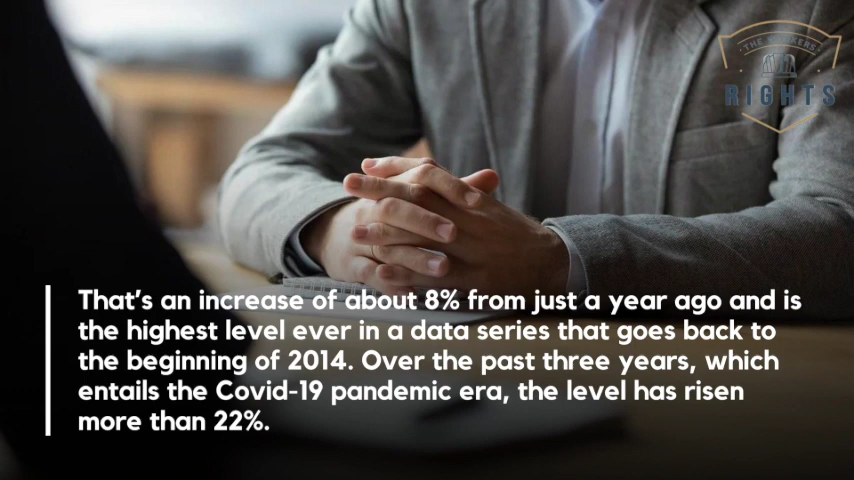 THE WORKERS
RIGHTS
That's an increase of about 8% from just a year ago and is
the highest level ever in a data series that goes back to
the beginning of 2014. Over the past three years, which
entails the Covid-19 pandemic era, the level has risen
more than 22%.